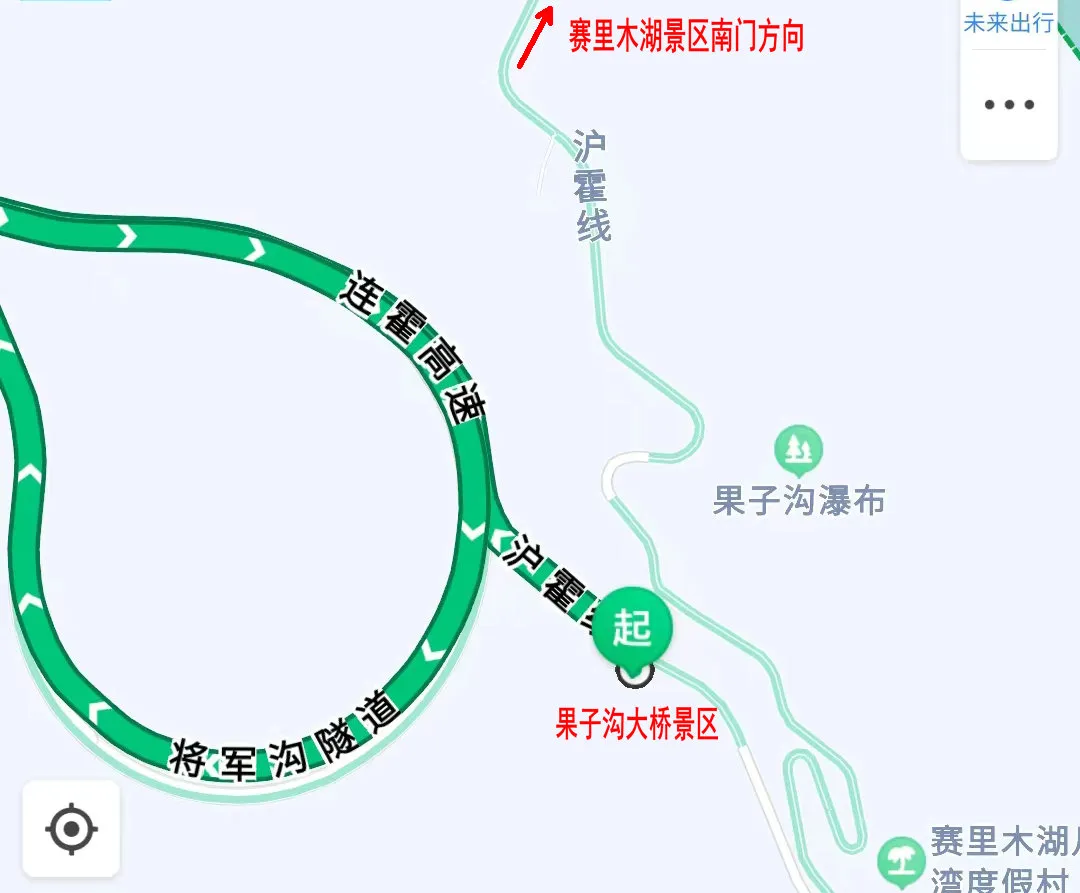 未来出行
赛里木湖景区南门方向
沪霍线
连霍高速
果子沟瀑布
沪霍
起
果子沟大桥景区
将军沟隧道
赛里木湖
湾度假村